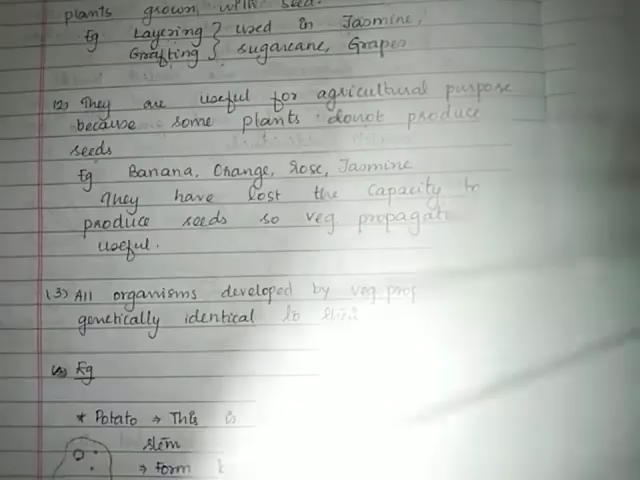 plants grown with seed.
Eg Layering } used in Jasmine,
Grafting } sugarcane, Grapes
(2) They are useful for agricultural purpose
because some plants donot produce
seeds
Eg Banana, Orange, rose, Jasmine
They have lost the capacity to
produce seeds so veg propagati
useful.
(3) All organisms developed by veg prop
genetically identical to
Eg
* Potato → This is
stem
→ Form